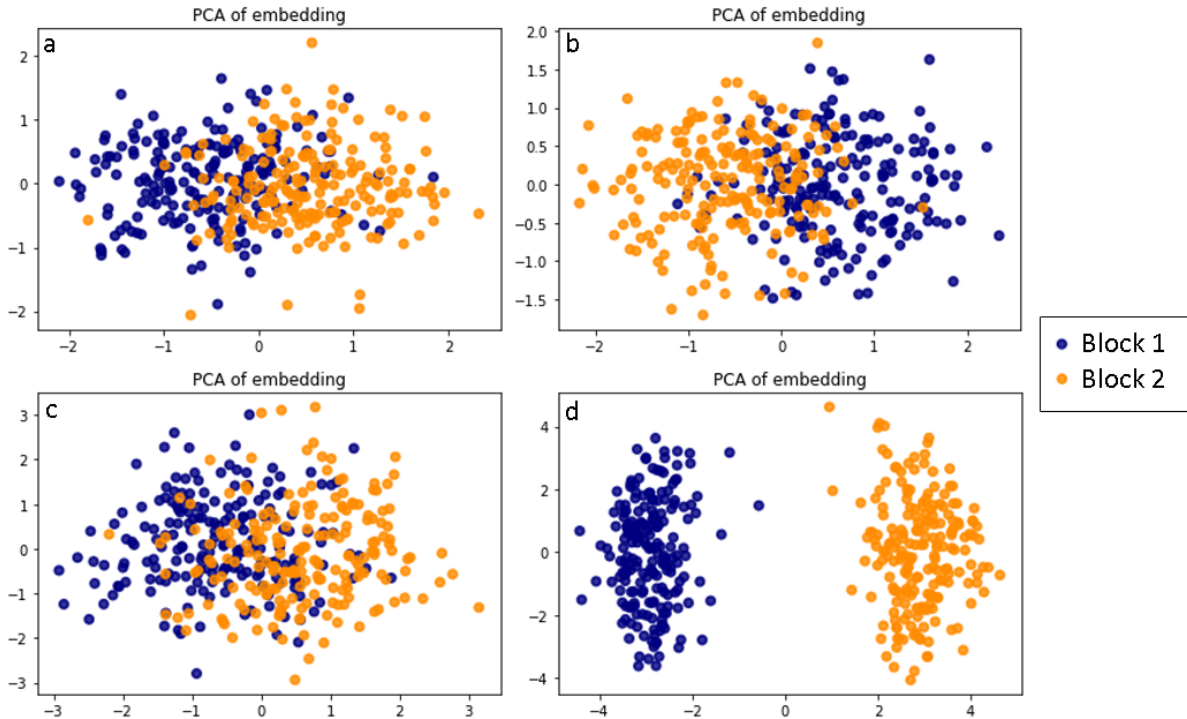 PCA of embedding
a
2
1
0
−1
−2
−2 −1 0 1 2
PCA of embedding
b
2.0
1.5
1.0
0.5
0.0
−0.5
−1.0
−1.5
−2 −1 0 1 2
PCA of embedding
c
3
2
1
0
−1
−2
−3
−3 −2 −1 0 1 2 3
PCA of embedding
d
4
2
0
−2
−4
−4 −2 0 2 4
Block 1
Block 2